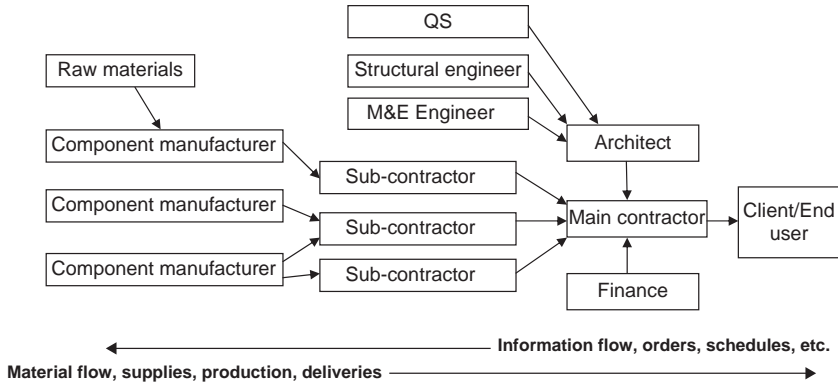 QS
Raw materials
Structural engineer
M&E Engineer
Component manufacturer
Architect
Sub-contractor
Component manufacturer
Sub-contractor
Main contractor
Client/End
user
Component manufacturer
Sub-contractor
Finance
Information flow, orders, schedules, etc.
Material flow, supplies, production, deliveries